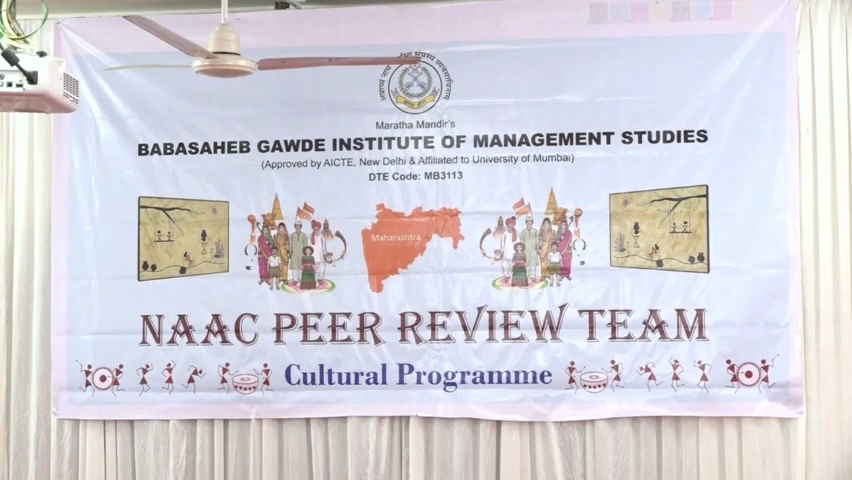 Maratha Mandir's
BABASAHEB GAWDE INSTITUTE OF MANAGEMENT STUDIES
(Approved by AICTE, New Delhi & Affiliated to University of Mumbai)
DTE Code: MB3113
Maharashtra
NAAC PEER REVIEW TEAM
Cultural Programme